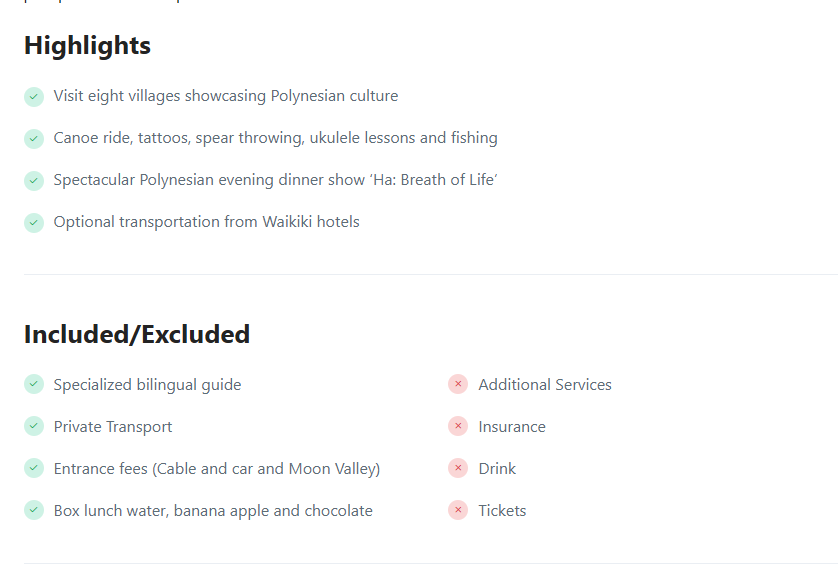 Highlights
Visit eight villages showcasing Polynesian culture
Canoe ride, tattoos, spear throwing, ukulele lessons and fishing
Spectacular Polynesian evening dinner show ‘Ha: Breath of Life’
Optional transportation from Waikiki hotels
Included/Excluded
Specialized bilingual guide
Private Transport
Entrance fees (Cable and car and Moon Valley)
Box lunch water, banana apple and chocolate
Additional Services
Insurance
Drink
Tickets